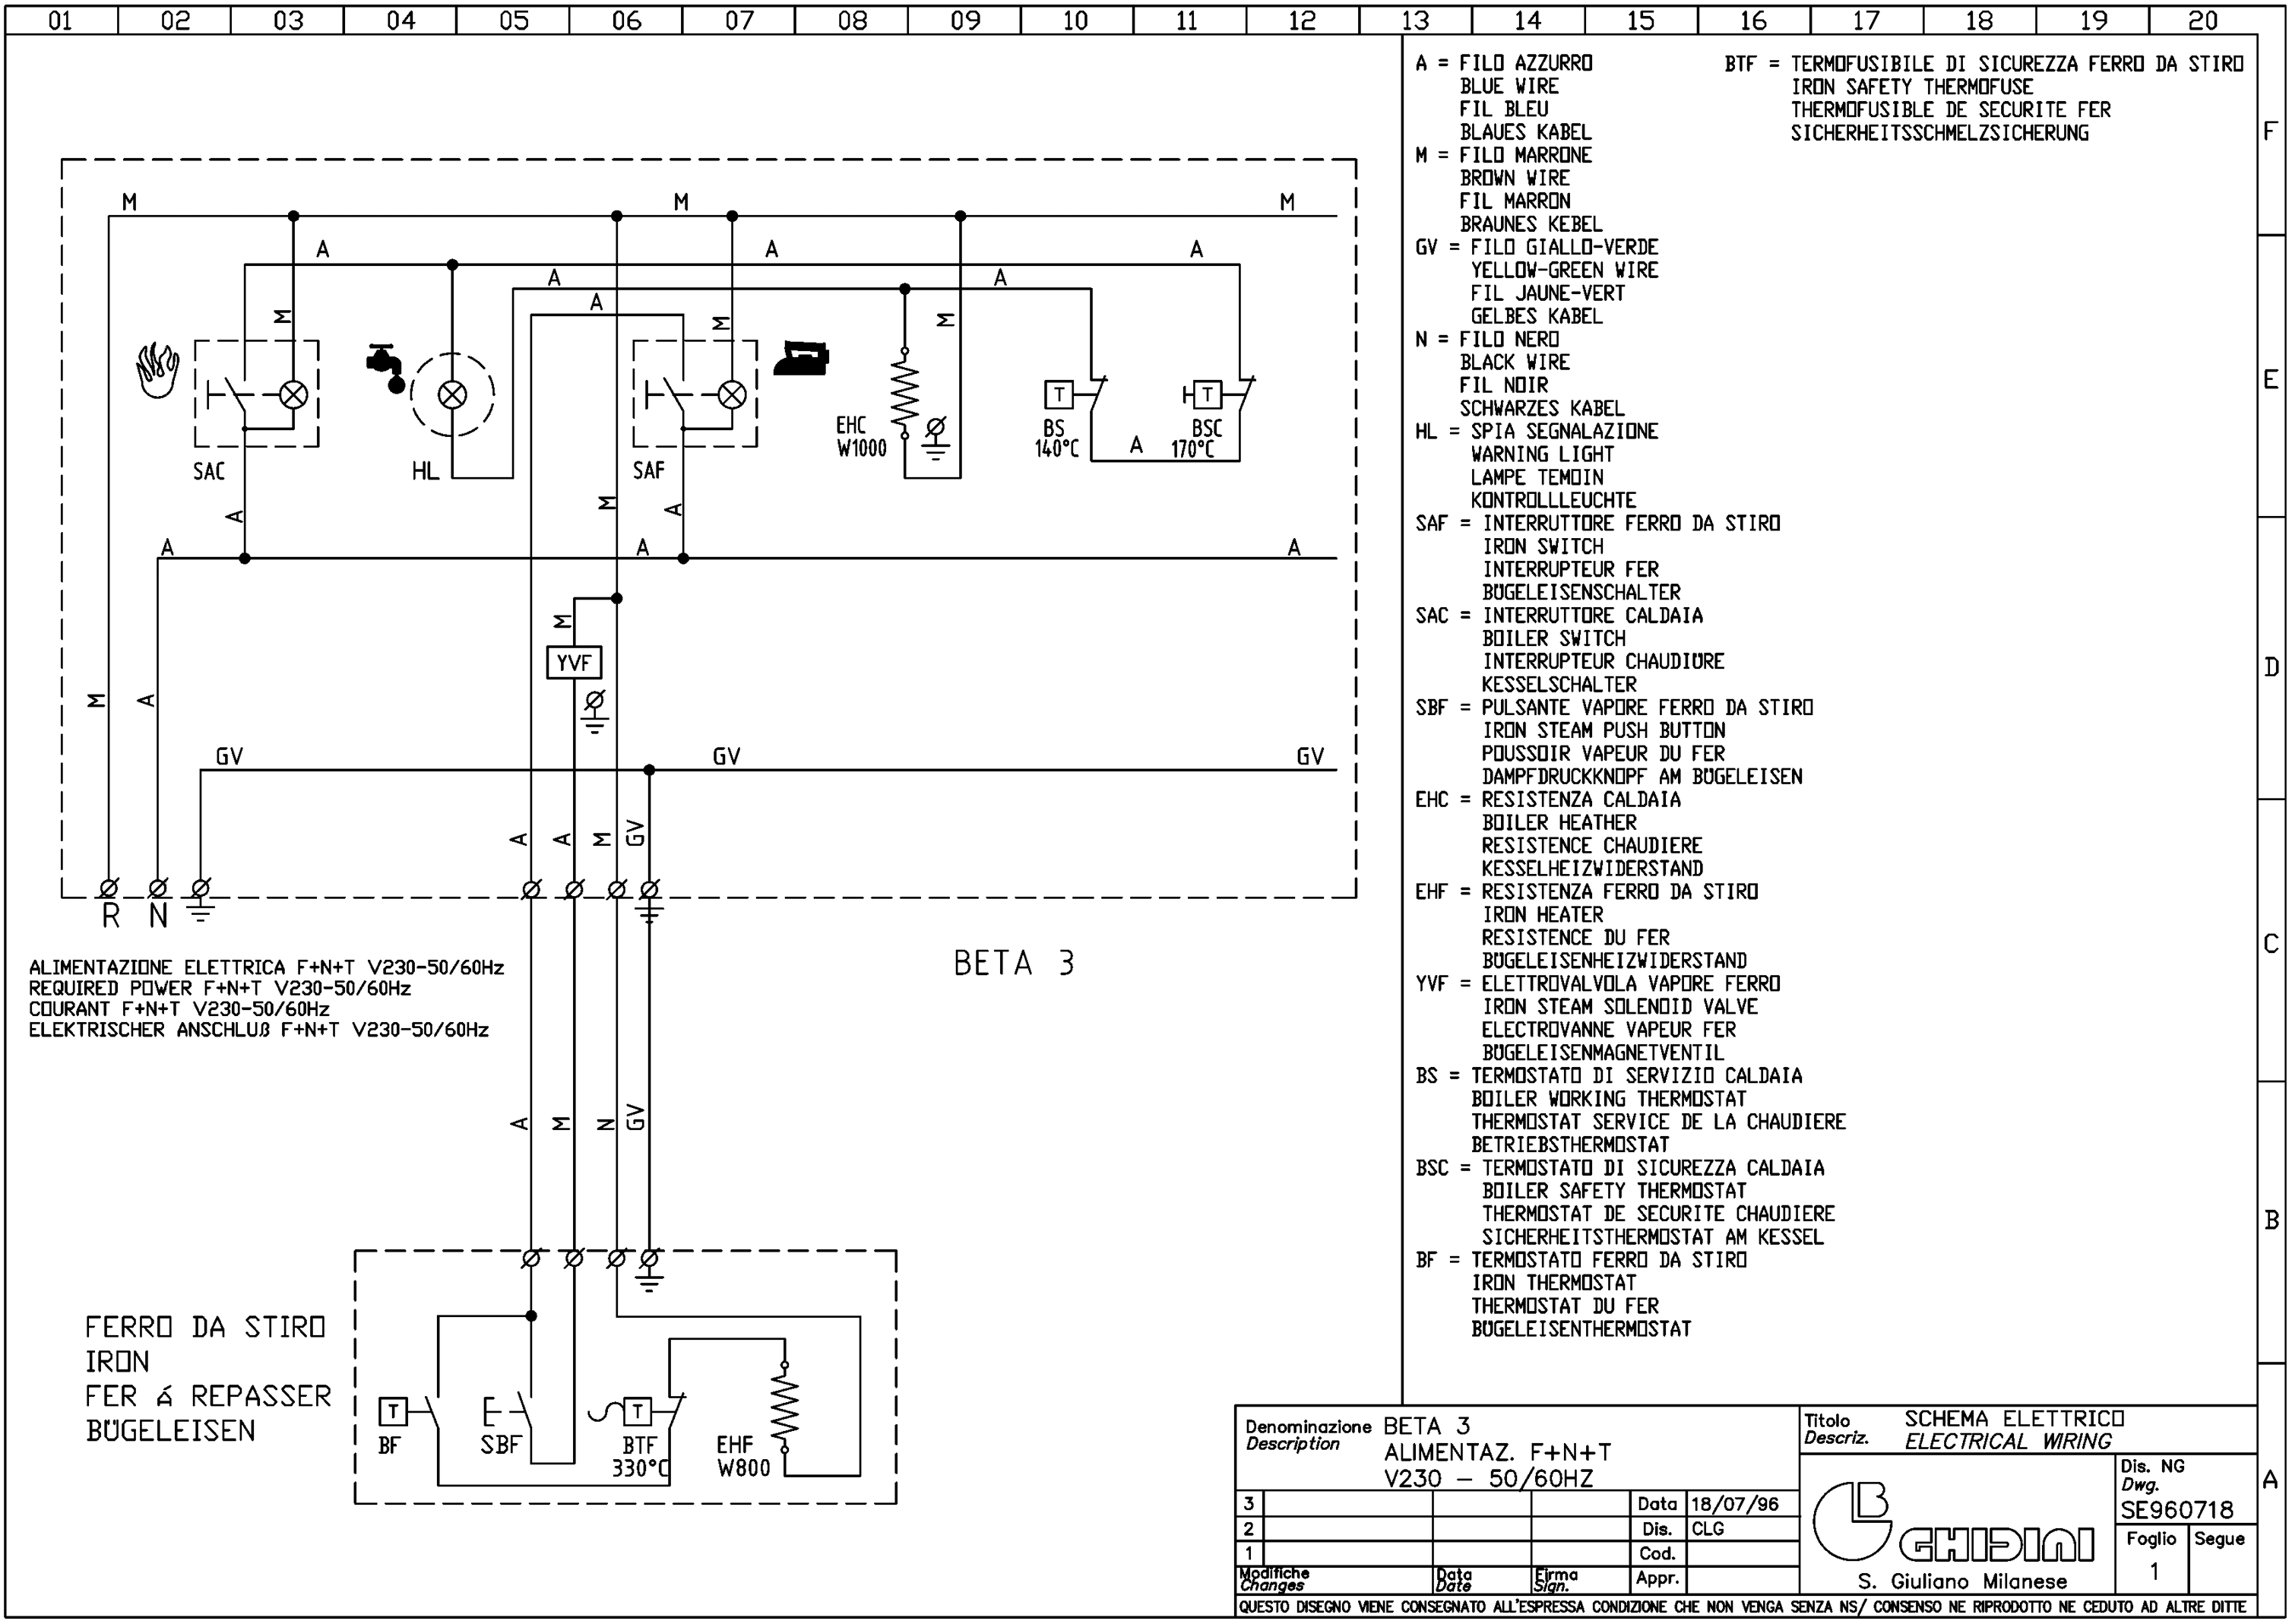 01 02 03 04 05 06 07 08 09 10 11 12 13 14 15 16 17 18 19 20
F
E
D
C
B
A
M M M
A A A
A A
A
M M M
SAC HL SAF
EHC
W1000
BS
140°C
A
BSC
170°C
A M A
A A A
M
YVF
M A
GV GV GV
A A M GV
R N
ALIMENTAZIONE ELETTRICA F+N+T V230-50/60Hz
REQUIRED POWER F+N+T V230-50/60Hz
COURANT F+N+T V230-50/60Hz
ELEKTRISCHER ANSCHLUß F+N+T V230-50/60Hz
BETA 3
A M N GV
FERRO DA STIRO
IRON
FER Á REPASSER
BÜGELEISEN
T
BF
SBF
T
BTF
330°C
EHF
W800
T
T
A = FILO AZZURRO
BLUE WIRE
FIL BLEU
BLAUES KABEL
M = FILO MARRONE
BROWN WIRE
FIL MARRON
BRAUNES KEBEL
GV = FILO GIALLO-VERDE
YELLOW-GREEN WIRE
FIL JAUNE-VERT
GELBES KABEL
N = FILO NERO
BLACK WIRE
FIL NOIR
SCHWARZES KABEL
HL = SPIA SEGNALAZIONE
WARNING LIGHT
LAMPE TEMOIN
KONTROLLLEUCHTE
SAF = INTERRUTTORE FERRO DA STIRO
IRON SWITCH
INTERRUPTEUR FER
BÜGELEISENSCHALTER
SAC = INTERRUTTORE CALDAIA
BOILER SWITCH
INTERRUPTEUR CHAUDIÜRE
KESSELSCHALTER
SBF = PULSANTE VAPORE FERRO DA STIRO
IRON STEAM PUSH BUTTON
POUSSOIR VAPEUR DU FER
DAMPFDRUCKKNOPF AM BÜGELEISEN
EHC = RESISTENZA CALDAIA
BOILER HEATHER
RESISTENCE CHAUDIERE
KESSELHEIZWIDERSTAND
EHF = RESISTENZA FERRO DA STIRO
IRON HEATER
RESISTENCE DU FER
BÜGELEISENHEIZWIDERSTAND
YVF = ELETTROVALVOLA VAPORE FERRO
IRON STEAM SOLENOID VALVE
ELECTROVANNE VAPEUR FER
BÜGELEISENMAGNETVENTIL
BS = TERMOSTATO DI SERVIZIO CALDAIA
BOILER WORKING THERMOSTAT
THERMOSTAT SERVICE DE LA CHAUDIERE
BETRIEBSTHERMOSTAT
BSC = TERMOSTATO DI SICUREZZA CALDAIA
BOILER SAFETY THERMOSTAT
THERMOSTAT DE SECURITE CHAUDIERE
SICHERHEITSTHERMOSTAT AM KESSEL
BF = TERMOSTATO FERRO DA STIRO
IRON THERMOSTAT
THERMOSTAT DU FER
BÜGELEISENTHERMOSTAT
BTF = TERMOFUSIBILE DI SICUREZZA FERRO DA STIRO
IRON SAFETY THERMOFUSE
THERMOFUSIBLE DE SECURITE FER
SICHERHEITSSCHMELZSICHERUNG
Denominazione BETA 3
Description
ALIMENTAZ. F+N+T
V230 - 50/60HZ
Titolo SCHEMA ELETTRICO
Descriz. ELECTRICAL WIRING
3 Data 18/07/96
2 Dis. CLG
1 Cod.
Modifiche Data Firma Appr.
Changes Date Sign.
GHIDINI
S. Giuliano Milanese
Dis. NG
Dwg.
SE960718
Foglio Segue
1
QUESTO DISEGNO VIENE CONSEGNATO ALL'ESPRESSA CONDIZIONE CHE NON VENGA SENZA NS/ CONSENSO NE RIPRODOTTO NE CEDUTO AD ALTRE DITTE